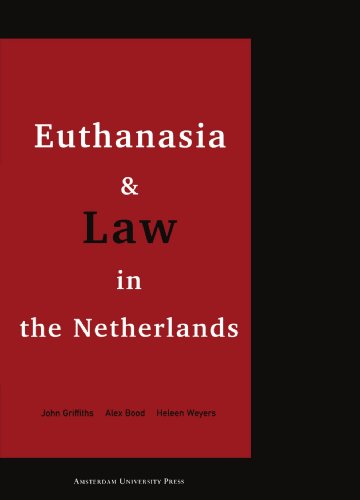 Euthanasia
&
Law
in
the Netherlands
John Griffiths Alex Bood Heleen Weyers
Amsterdam University Press